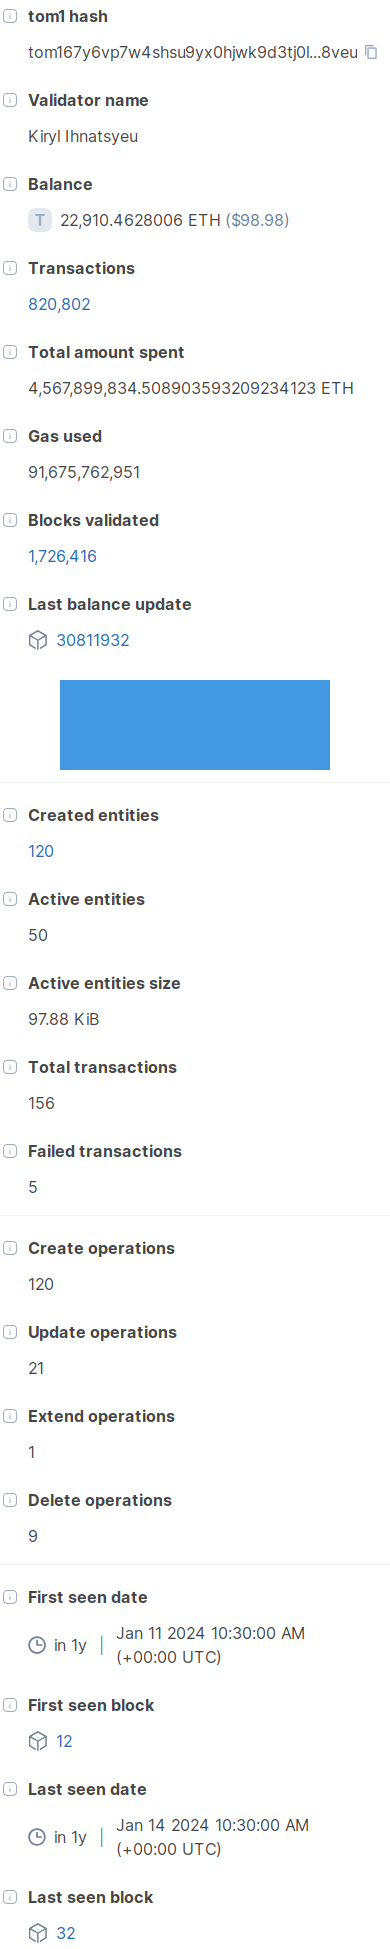 tom1 hash
tom167y6vp7w4shsu9yx0hjwk9d3tj0l...8veu
Validator name
Kiryl Ihnatsyeu
Balance
T 22,910.4628006 ETH ($98.98)
Transactions
820,802
Total amount spent
4,567,899,834.508903593209234123 ETH
Gas used
91,675,762,951
Blocks validated
1,726,416
Last balance update
30811932
Created entities
120
Active entities
50
Active entities size
97.88 KiB
Total transactions
156
Failed transactions
5
Create operations
120
Update operations
21
Extend operations
1
Delete operations
9
First seen date
in 1y | Jan 11 2024 10:30:00 AM
(+00:00 UTC)
First seen block
12
Last seen date
in 1y | Jan 14 2024 10:30:00 AM
(+00:00 UTC)
Last seen block
32